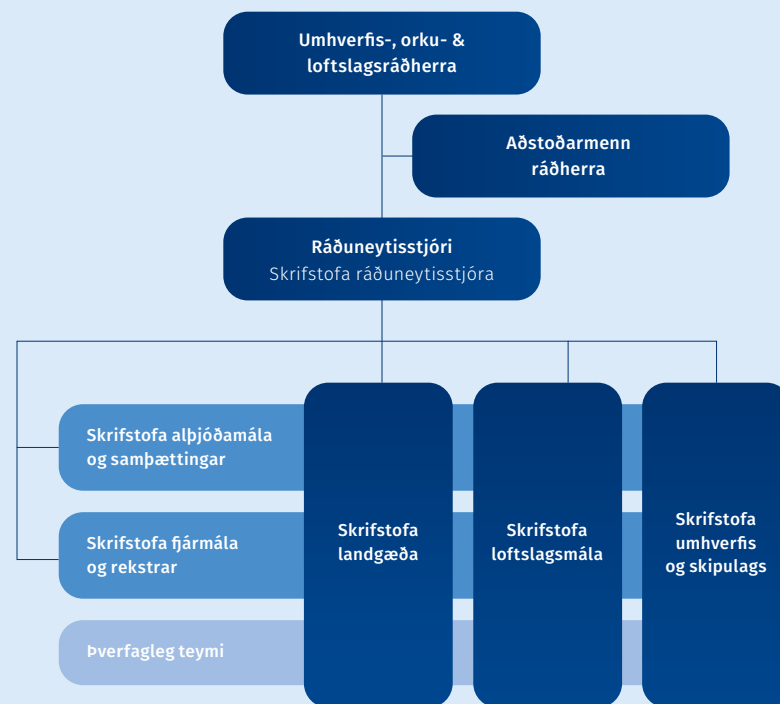 Umhverfis-, orku- &
loftslagsráðherra
Aðstoðarmenn
ráðherra
Ráðuneytisstjóri
Skrifstofa ráðuneytisstjóra
Skrifstofa alþjóðamála
og samþættingar
Skrifstofa fjármála
og rekstrar
Þverfagleg teymi
Skrifstofa
landgæða
Skrifstofa
loftslagsmála
Skrifstofa
umhverfis
og skipulags